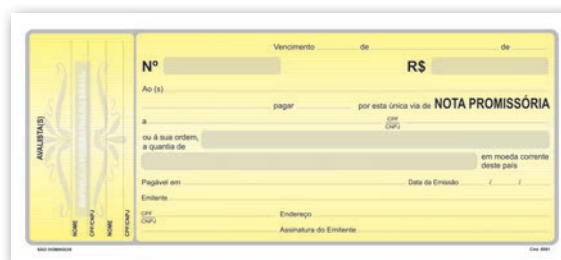 Vencimento de de
Nº R$
Ao (s)
pagar por esta única via de NOTA PROMISSÓRIA
a CPF
CNPJ
ou à sua ordem,
a quantia de
em moeda corrente
deste país
Pagável em Data da Emissão / /
Emitente
CPF
CNPJ
Endereço
Assinatura do Emitente
AVALISTA(S)
NOME
CPF/CNPJ
NOME
CPF/CNPJ
SÃO DOMINGOS